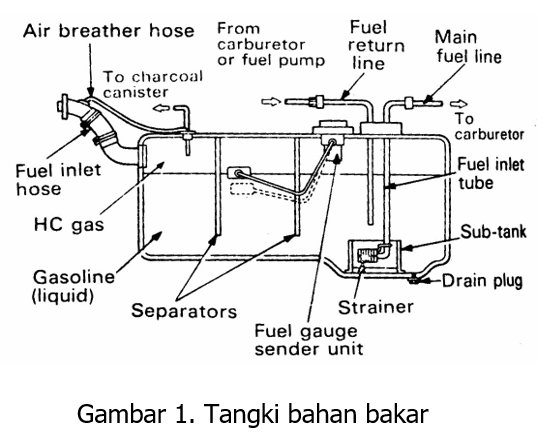 Air breather hose
From
carburetor
or fuel pump
Fuel
return
line
Main
fuel line
To charcoal
canister
To
carburetor
Fuel inlet
hose
Fuel inlet
tube
HC gas
Sub-tank
Gasoline
(liquid)
Separators
Strainer
Drain plug
Fuel gauge
sender unit
Gambar 1. Tangki bahan bakar